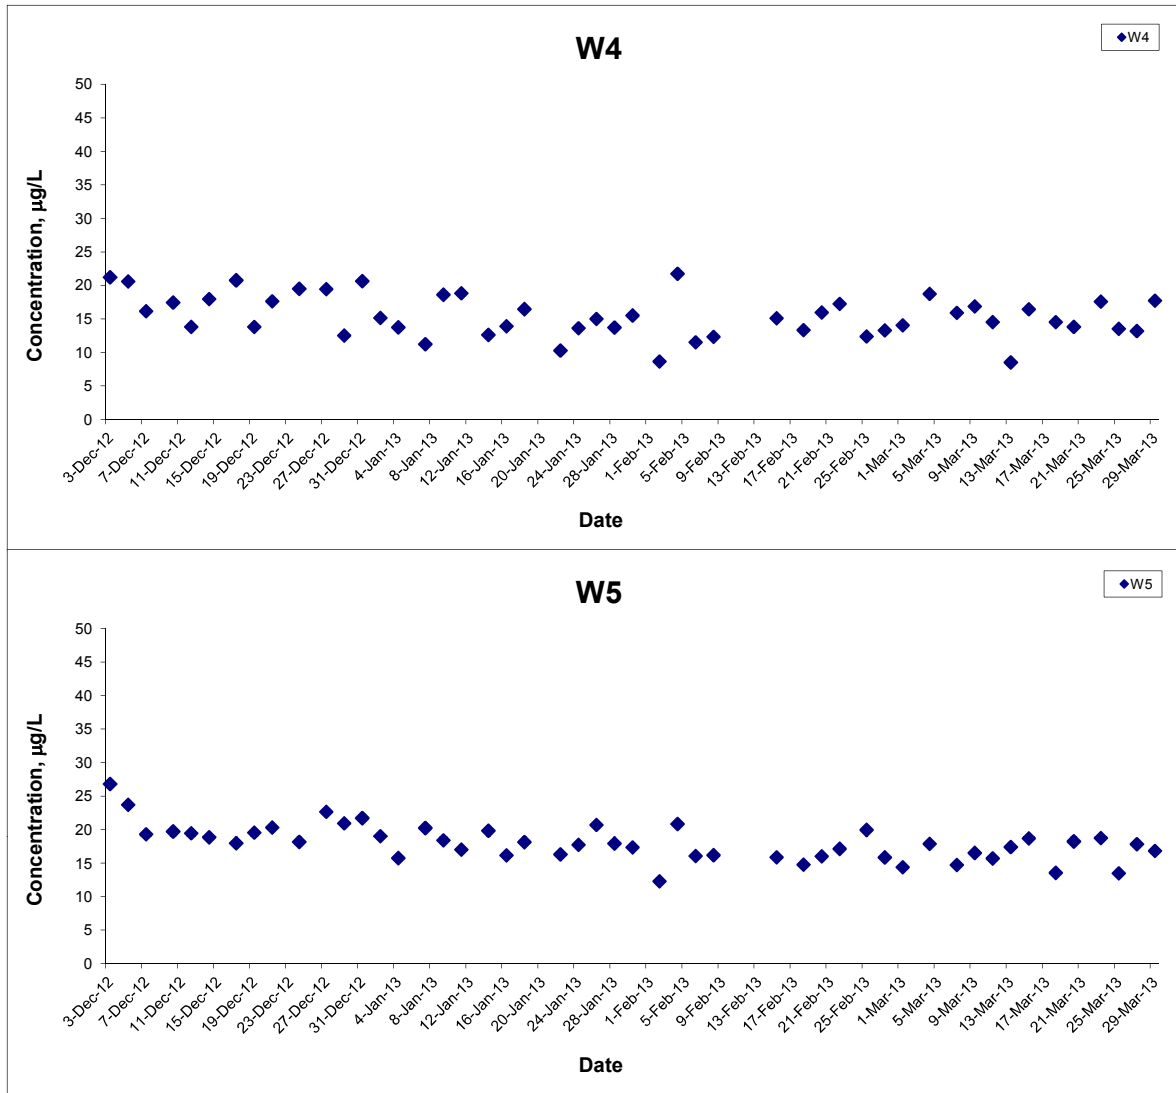 W4
W4
50
45
40
35
30
25
20
15
10
5
0
Concentration, µg/L
3-Dec-12
7-Dec-12
11-Dec-12
15-Dec-12
19-Dec-12
23-Dec-12
27-Dec-12
31-Dec-12
4-Jan-13
8-Jan-13
12-Jan-13
16-Jan-13
20-Jan-13
24-Jan-13
28-Jan-13
1-Feb-13
5-Feb-13
9-Feb-13
13-Feb-13
17-Feb-13
21-Feb-13
25-Feb-13
1-Mar-13
5-Mar-13
9-Mar-13
13-Mar-13
17-Mar-13
21-Mar-13
25-Mar-13
29-Mar-13
Date
W5
W5
50
45
40
35
30
25
20
15
10
5
0
Concentration, µg/L
3-Dec-12
7-Dec-12
11-Dec-12
15-Dec-12
19-Dec-12
23-Dec-12
27-Dec-12
31-Dec-12
4-Jan-13
8-Jan-13
12-Jan-13
16-Jan-13
20-Jan-13
24-Jan-13
28-Jan-13
1-Feb-13
5-Feb-13
9-Feb-13
13-Feb-13
17-Feb-13
21-Feb-13
25-Feb-13
1-Mar-13
5-Mar-13
9-Mar-13
13-Mar-13
17-Mar-13
21-Mar-13
25-Mar-13
29-Mar-13
Date